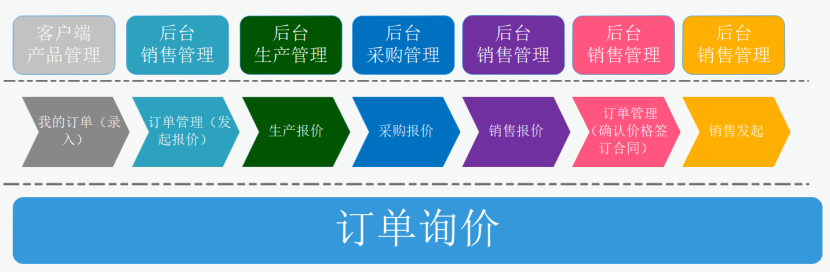 客户端
产品管理
后台
销售管理
后台
生产管理
后台
采购管理
后台
销售管理
后台
销售管理
后台
销售管理
我的订单（录
入）
订单管理（发
起报价）
生产报价
采购报价
销售报价
订单管理
（确认价格签
订合同）
销售发起
订单询价